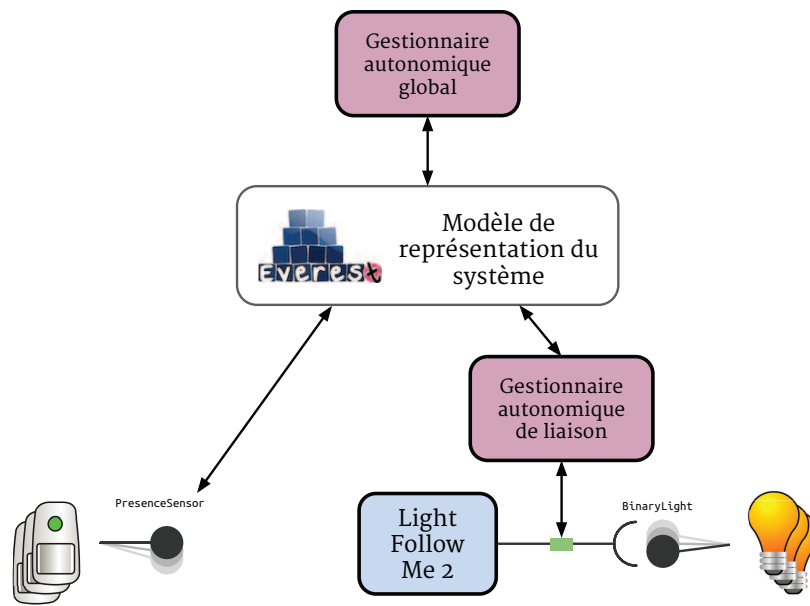 Gestionnaire
autonomique
global
Everest
Modèle de
représentation du
système
Gestionnaire
autonomique
de liaison
PresenceSensor
Light
Follow
Me 2
BinaryLight